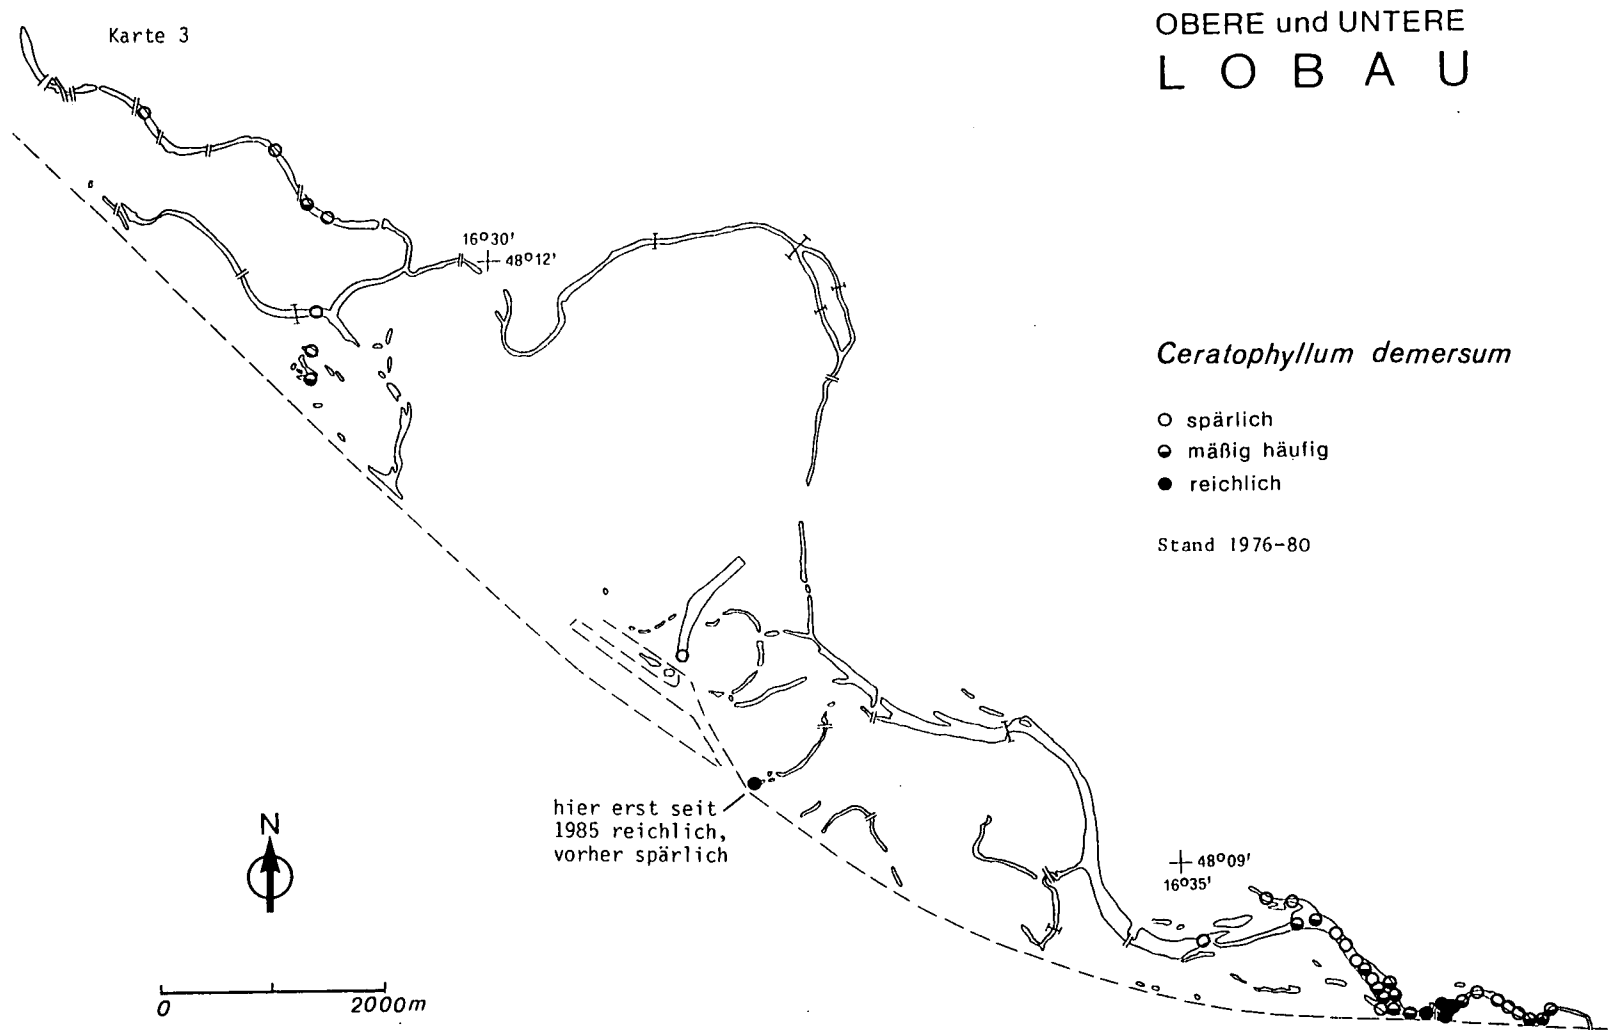 Karte 3
OBERE und UNTERE
LOBAU
16°30'
48°12'
Ceratophyllum demersum
spärlich
mäßig häufig
reichlich
Stand 1976-80
hier erst seit
1985 reichlich,
vorher spärlich
N
48°09'
16°35'
0 2000m